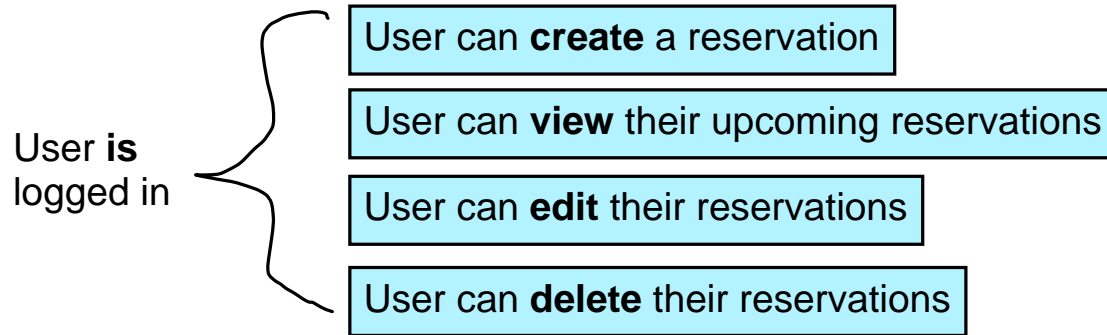 User is
logged in
User can create a reservation
User can view their upcoming reservations
User can edit their reservations
User can delete their reservations